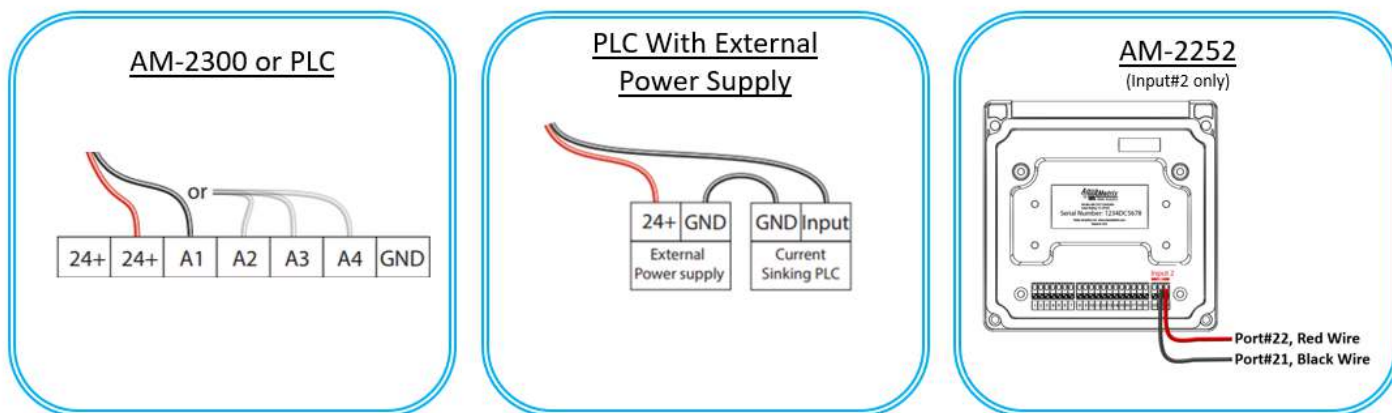 AM-2300 or PLC
or
24+ 24+ A1 A2 A3 A4 GND
PLC With External
Power Supply
24+ GND
External
Power supply
GND Input
Current
Sinking PLC
AM-2252
(Input#2 only)
Serial Number: 1234DC5678
Input 2
Port#22, Red Wire
Port#21, Black Wire